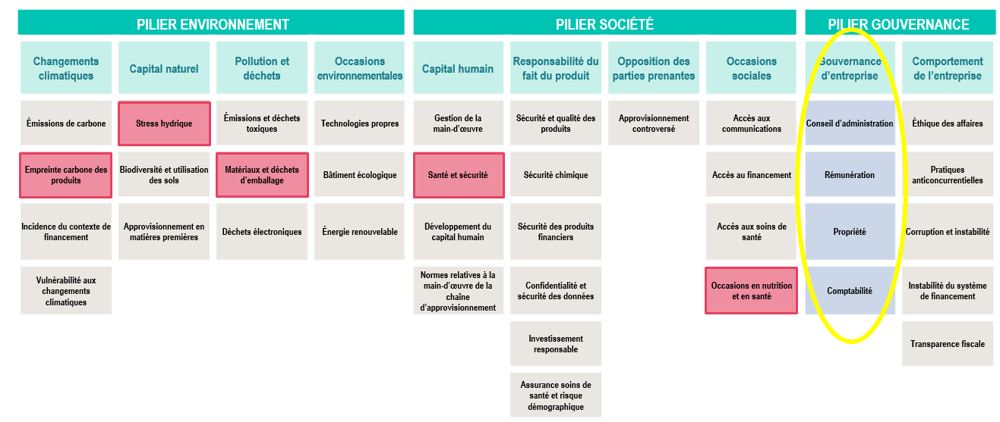 PILIER ENVIRONNEMENT
PILIER SOCIÉTÉ
PILIER GOUVERNANCE
Changements
climatiques
Capital naturel
Pollution et
déchets
Occasions
environnementales
Capital humain
Responsabilité du
fait du produit
Opposition des
parties prenantes
Occasions
sociales
Gouvernance
d'entreprise
Comportement
de l'entreprise
Émissions de carbone
Stress hydrique
Émissions et déchets
toxiques
Technologies propres
Gestion de la
main-d'œuvre
Sécurité et qualité des
produits
Approvisionnement
controversé
Accès aux
communications
Conseil d'administration
Éthique des affaires
Empreinte carbone des
produits
Biodiversité et utilisation
des sols
Matériaux et déchets
d'emballage
Bâtiment écologique
Santé et sécurité
Sécurité chimique
Accès au financement
Rémunération
Pratiques
anticoncurrentielles
Incidence du contexte de
financement
Approvisionnement en
matières premières
Déchets électroniques
Énergie renouvelable
Développement du
capital humain
Sécurité des produits
financiers
Accès aux soins de
santé
Propriété
Corruption et instabilité
Vulnérabilité aux
changements
climatiques
Normes relatives à la
main-d'œuvre de la
chaîne
d'approvisionnement
Confidentialité et
sécurité des données
Occasions en nutrition
et en santé
Comptabilité
Instabilité du système
de financement
Investissement
responsable
Transparence fiscale
Assurance soins de
santé et risque
démographique